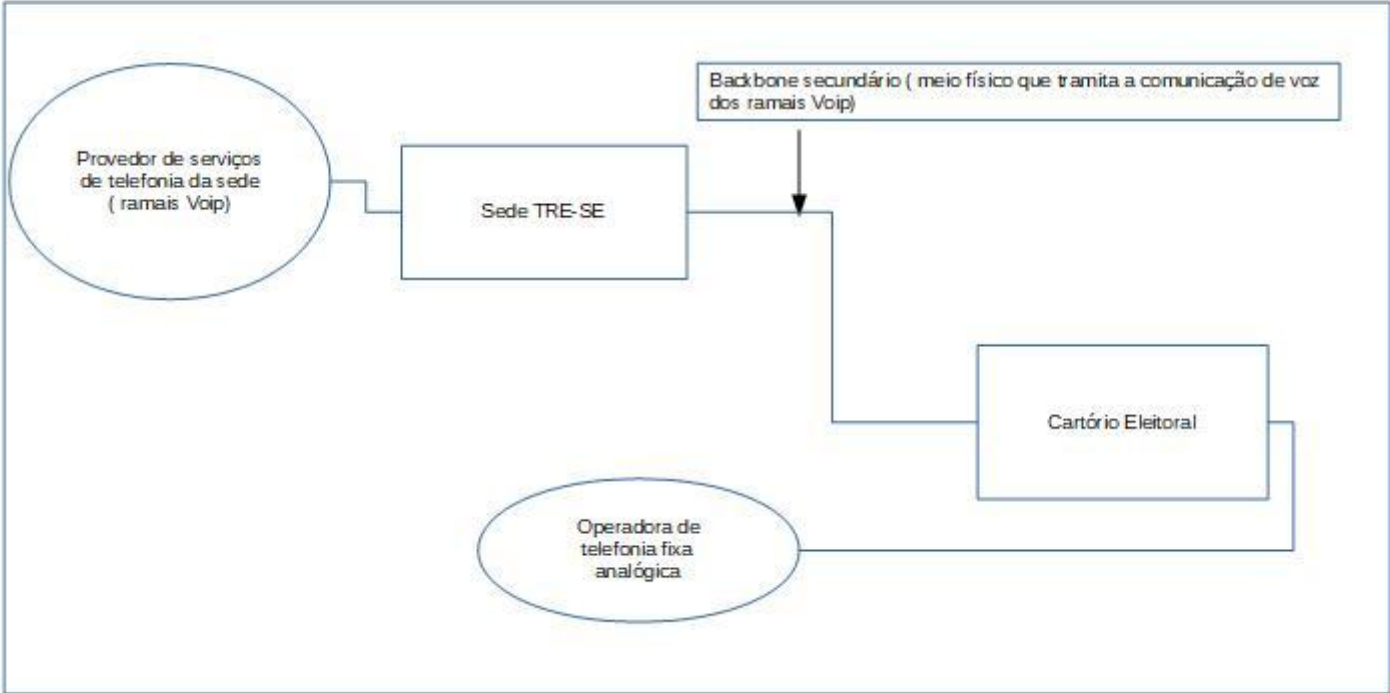 Backbone secundário ( meio físico que tramita a comunicação de voz
dos ramais Voip)
Provedor de serviços
de telefonia da sede
( ramais Voip)
Sede TRE-SE
Cartório Eleitoral
Operadora de
telefonia fixa
analógica